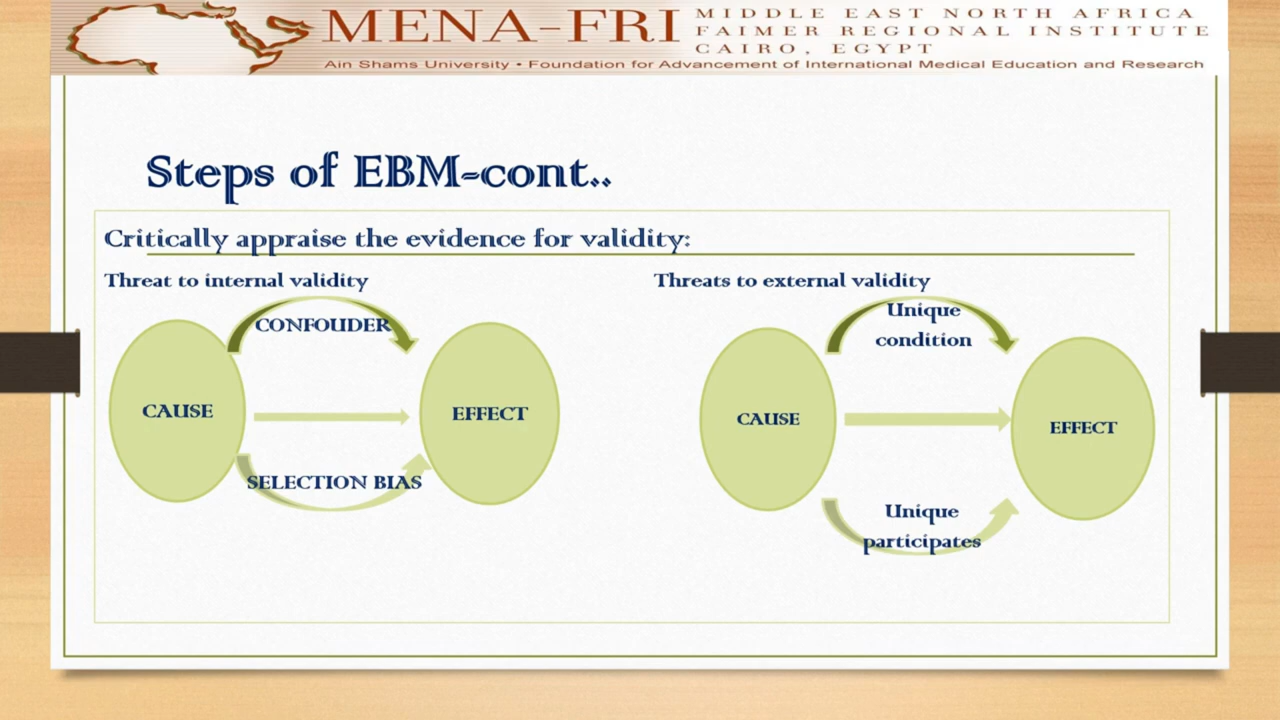 MENA-FRI
MIDDLE EAST NORTH AFRICA
FAIMER REGIONAL INSTITUTE
CAIRO, EGYPT
Ain Shams University • Foundation for Advancement of International Medical Education and Research
Steps of EBM-cont..
Critically appraise the evidence for validity:
Threat to internal validity
CONFOUDER
CAUSE
EFFECT
SELECTION BIAS
Threats to external validity
Unique
condition
CAUSE
EFFECT
Unique
participates